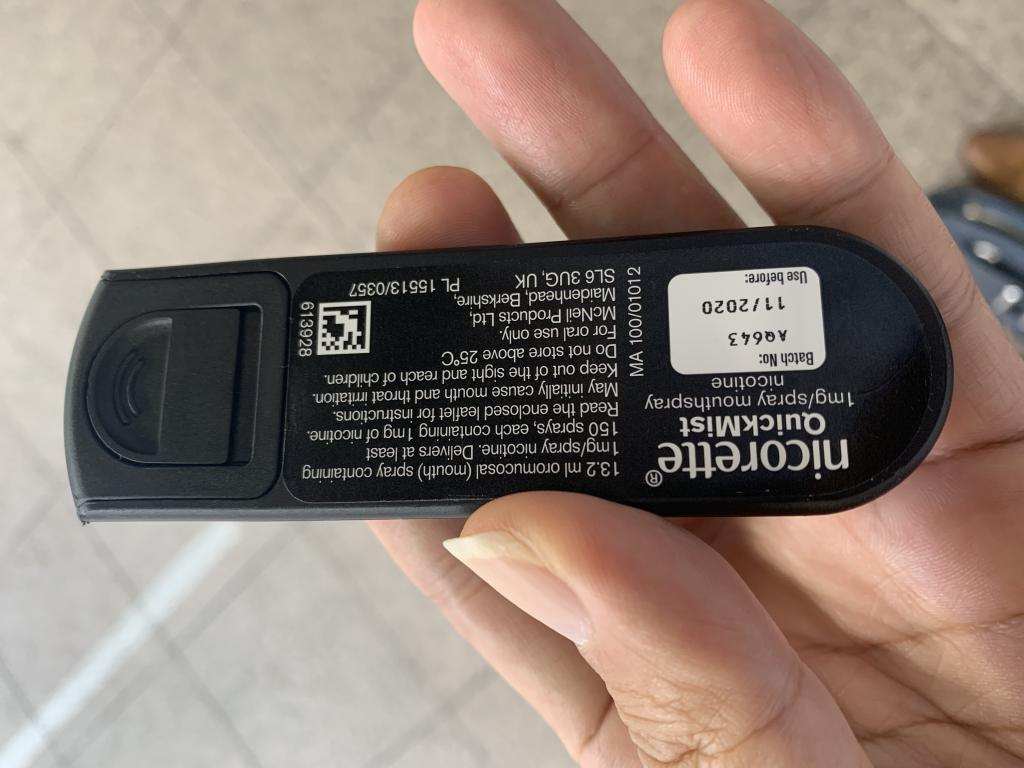 nicorette®
QuickMist
1mg/spray mouthspray
nicotine
Batch No:
AQ643
11/2020
Use before:
MA 100/01012
13.2 ml oromucosal (mouth) spray containing
1mg/spray nicotine. Delivers at least
150 sprays, each containing 1mg of nicotine.
Read the enclosed leaflet for instructions.
May initially cause mouth and throat irritation.
Keep out of the sight and reach of children.
Do not store above 25ºC
For oral use only.
McNeil Products Ltd,
Maidenhead, Berkshire,
SL6 3UG, UK
PL 15513/0357
613928